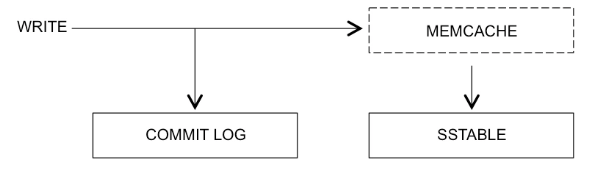 WRITE
MEMCACHE
COMMIT LOG
SSTABLE